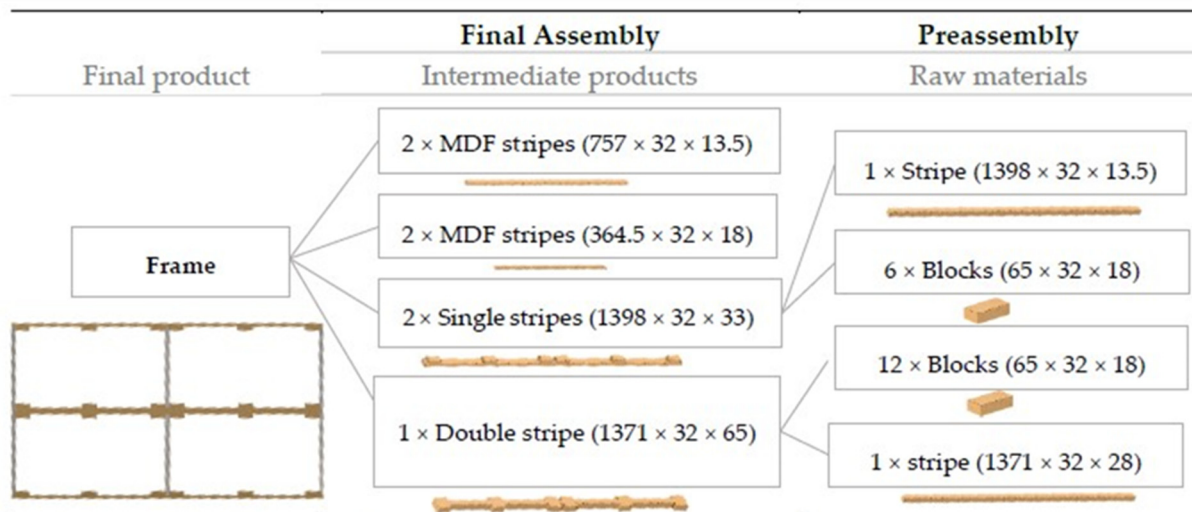 Final Assembly
Preassembly
Final product
Intermediate products
Raw materials
2 × MDF stripes (757 × 32 × 13.5)
1 × Stripe (1398 × 32 × 13.5)
2 × MDF stripes (364.5 × 32 × 18)
Frame
6 × Blocks (65 × 32 × 18)
2 × Single stripes (1398 × 32 × 33)
12 × Blocks (65 × 32 × 18)
1 × Double stripe (1371 × 32 × 65)
1 × stripe (1371 × 32 × 28)